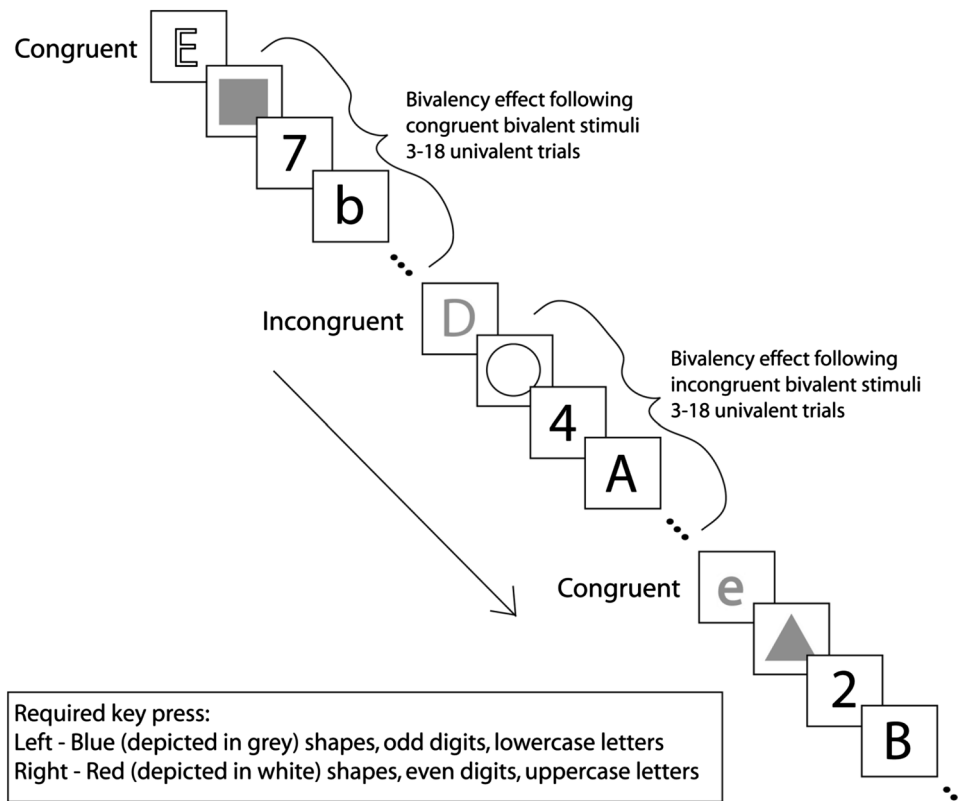 Congruent
E
7
b
Bivalency effect following
congruent bivalent stimuli
3-18 univalent trials
Incongruent
D
4
A
Bivalency effect following
incongruent bivalent stimuli
3-18 univalent trials
Congruent
e
2
B
Required key press:
Left - Blue (depicted in grey) shapes, odd digits, lowercase letters
Right - Red (depicted in white) shapes, even digits, uppercase letters